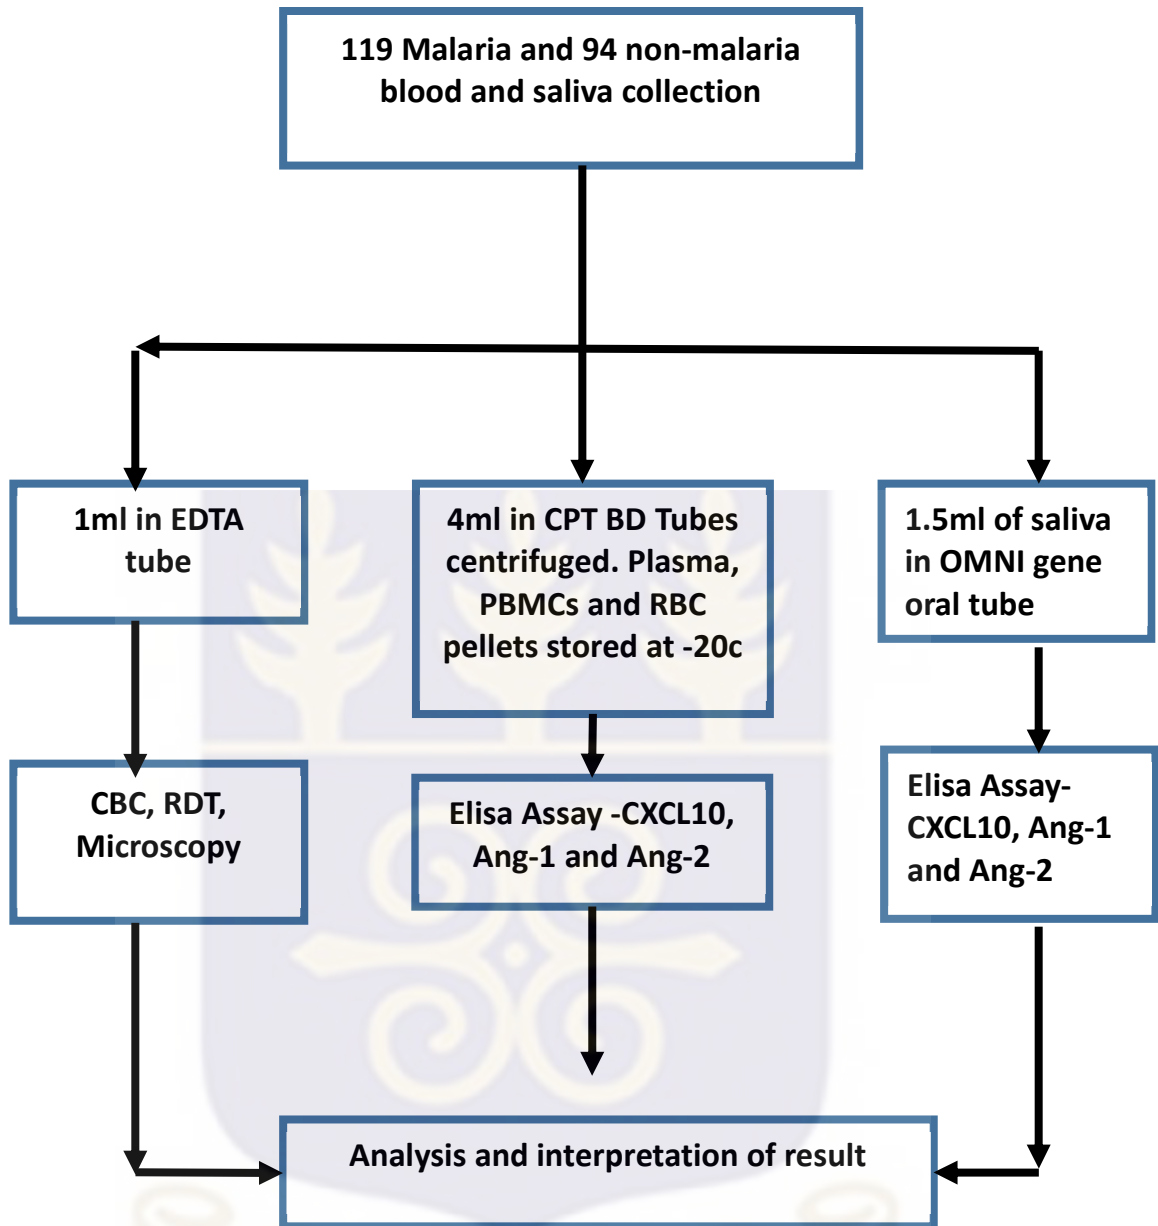 119 Malaria and 94 non-malaria
blood and saliva collection
1ml in EDTA
tube
4ml in CPT BD Tubes
centrifuged. Plasma,
PBMCs and RBC
pellets stored at -20c
1.5ml of saliva
in OMNI gene
oral tube
CBC, RDT,
Microscopy
Elisa Assay -CXCL10,
Ang-1 and Ang-2
Elisa Assay-
CXCL10, Ang-1
and Ang-2
Analysis and interpretation of result